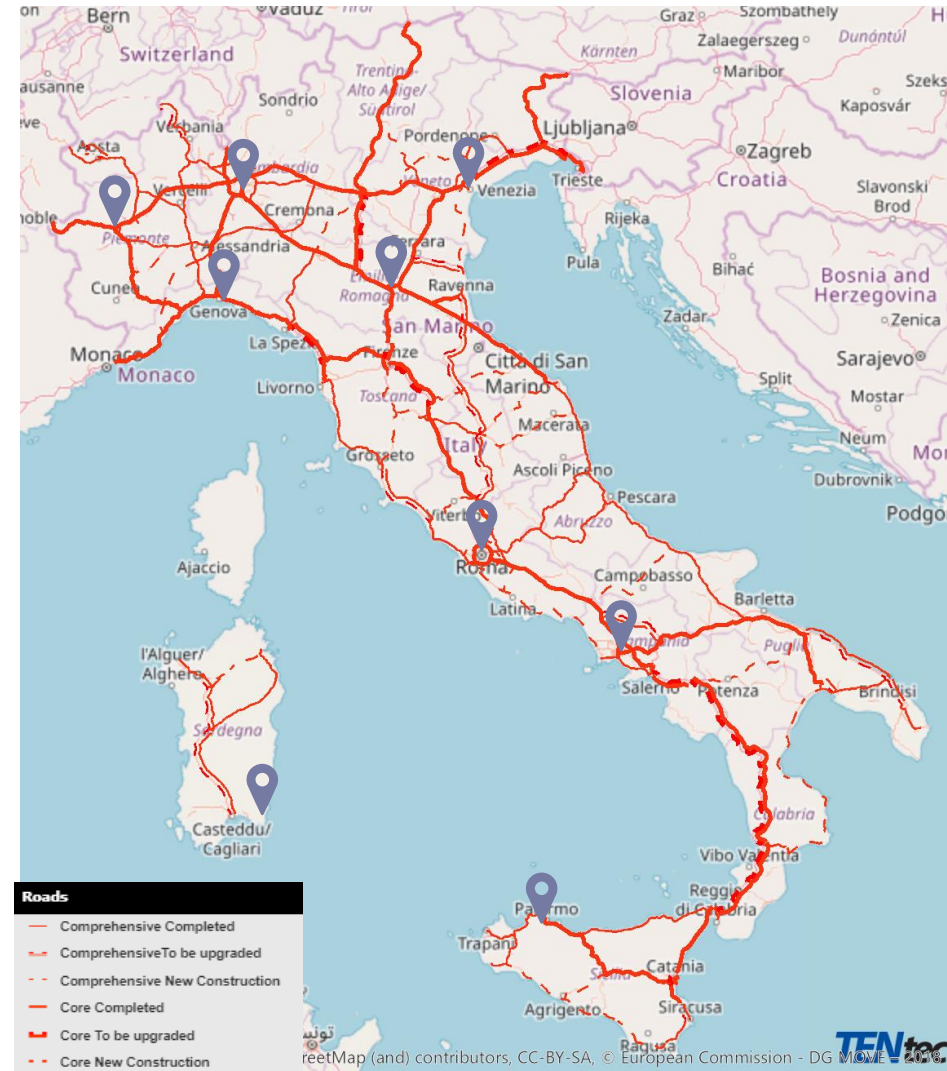 Bern
Vaduz
Tirol
Graz
Szombathely
Zalaegerszeg
Dunántúl
Kärnten
Switzerland
Maribor
ausanne
Trentino-
Alto Adige/
Südtirol
Slovenia
Szeks
Kaposvár
Sondrio
Verbania
Pordenone
Ljubljana
Aosta
Zagreb
Veneto
Venezia
Trieste
Croatia
Slavonski
Brod
Vercelli
Cremona
noble
Rijeka
Piemonte
Alessandria
Ferrara
Pula
Bihać
Bosnia and
Herzegovina
Cuneo
Emilia
Romagna
Ravenna
Genova
Zadar
Zenica
San Marino
La Spezia
Firenze
Monaco
Monaco
Città di San
Marino
Sarajevo
Livorno
Toscana
Split
Mostar
Macerata
Italy
Neum
Grosseto
Ascoli Piceno
Dubrovnik
Pescara
Viterbo
Abruzzo
Podgo
Ajaccio
Roma
Campobasso
Latina
Barletta
Campania
Puglia
l'Alguer/
Alghero
Salerno
Potenza
Brindisi
Sardegna
Calabria
Casteddu/
Cagliari
Vibo Valentia
Reggio
di Calabria
Palermo
Trapani
Catania
Sicilia
Agrigento
Siracusa
Ragusa
تونس
Roads
Comprehensive Completed
ComprehensiveTo be upgraded
Comprehensive New Construction
Core Completed
Core To be upgraded
Core New Construction
TENtec
reetMap (and) contributors, CC-BY-SA, © European Commission - DG MOVE - 2018